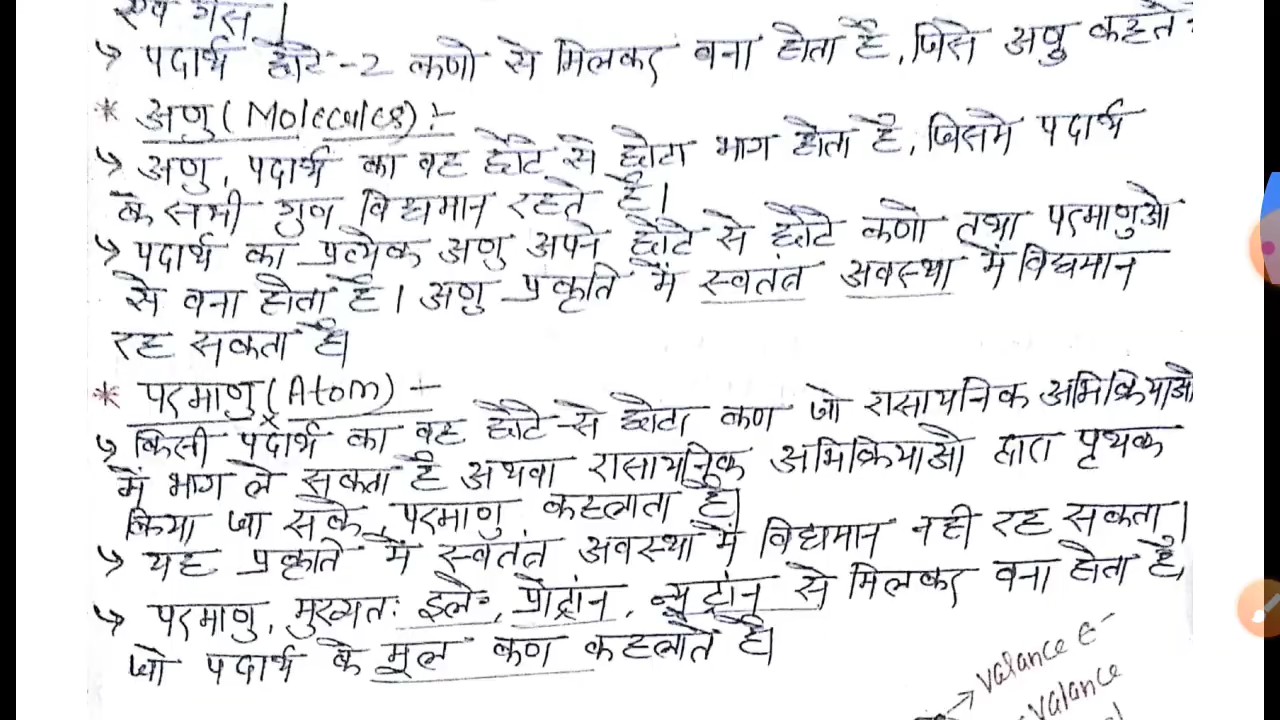 एवं गैस।
↳ पदार्थ छोटे-2 कणो से मिलकर बना होता है, जिसे अणु कहते
* अणु (Molecules) :-
↳ अणु, पदार्थ का वह छोटे से छोटा भाग होता है, जिसमे पदार्थ
के सभी गुण विद्यमान रहते है।
↳ पदार्थ का प्रत्येक अणु अपने छोटे से छोटे कणो तथा परमाणुओ
से बना होता है। अणु प्रकृति में स्वतंत्र अवस्था में विद्यमान
रह सकता है।
* परमाणु (Atom) :-
↳ किसी पदार्थ का वह छोटे-से छोटा कण जो रासायनिक अभिक्रियाओ
में भाग ले सकता है अथवा रासायनिक अभिक्रियाओ द्वारा पृथक
किया जा सके, परमाणु कहलाता है।
↳ यह प्रकृति में स्वतंत्र अवस्था में विद्यमान नही रह सकता।
↳ परमाणु, मुख्यतः इले॰, प्रोट्रांन, न्यूट्रांन से मिलकर बना होता है,
जो पदार्थ के मूल कण कहलाते है।
valance e-
valance